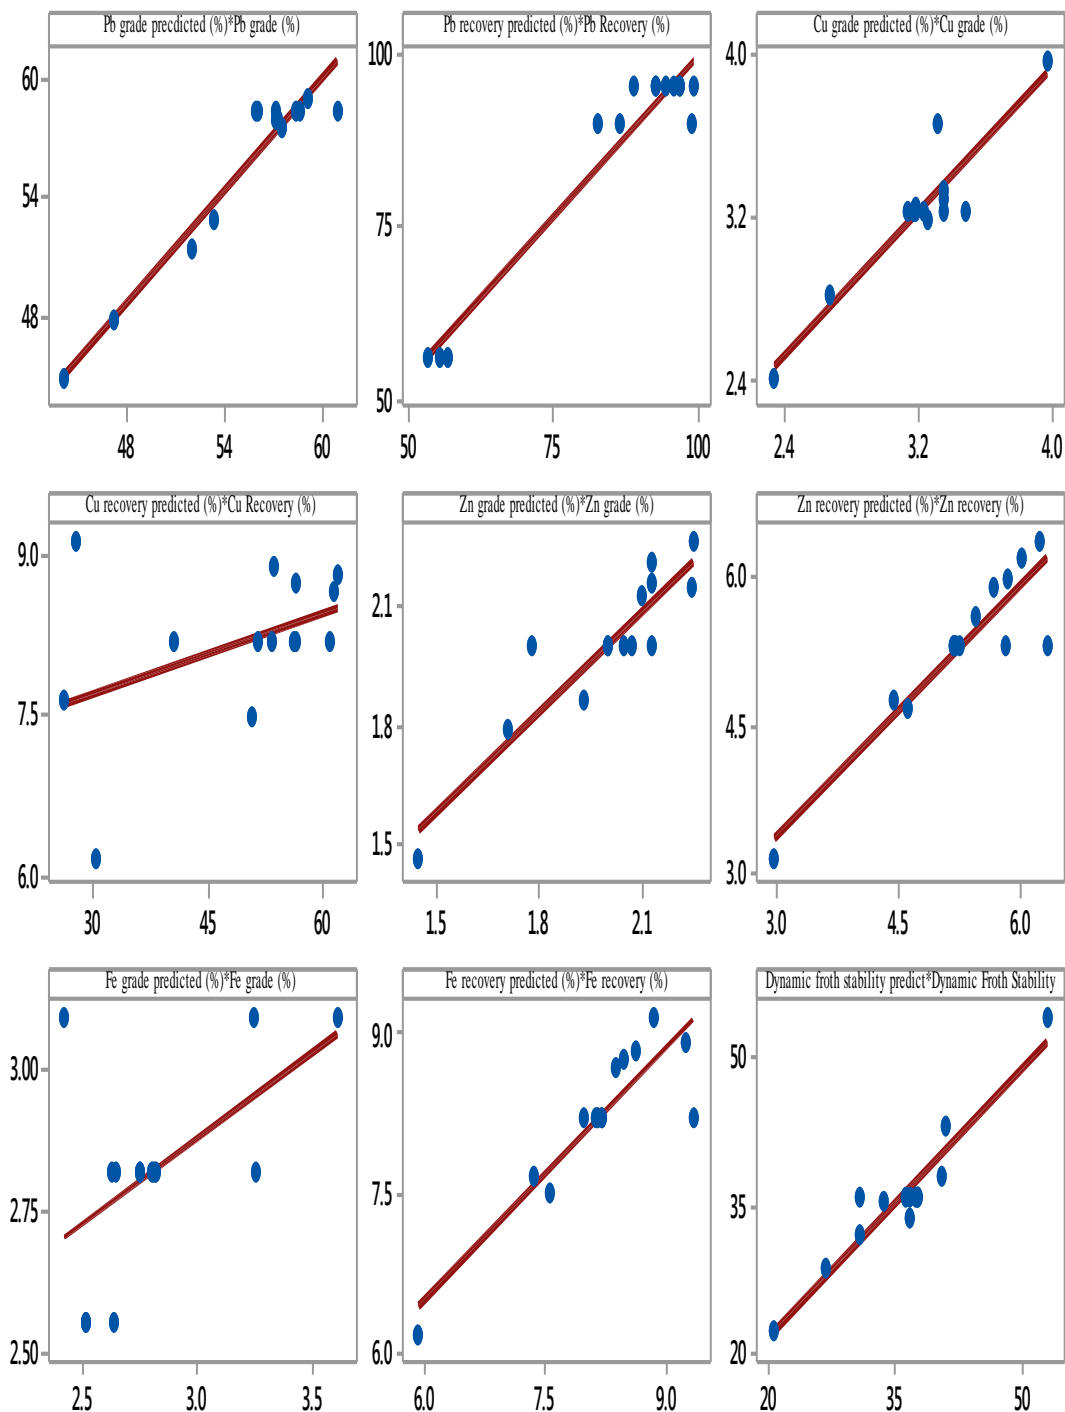 Pb grade precdicted (%)*Pb grade (%)
60
54
48
48 54 60
Pb recovery predicted (%)*Pb Recovery (%)
100
75
50
50 75 100
Cu grade predicted (%)*Cu grade (%)
4.0
3.2
2.4
2.4 3.2 4.0
Cu recovery predicted (%)*Cu Recovery (%)
9.0
7.5
6.0
30 45 60
Zn grade predicted (%)*Zn grade (%)
2.1
1.8
1.5
1.5 1.8 2.1
Zn recovery predicted (%)*Zn recovery (%)
6.0
4.5
3.0
3.0 4.5 6.0
Fe grade predicted (%)*Fe grade (%)
3.00
2.75
2.50
2.5 3.0 3.5
Fe recovery predicted (%)*Fe recovery (%)
9.0
7.5
6.0
6.0 7.5 9.0
Dynamic froth stability predict*Dynamic Froth Stability
50
35
20
20 35 50